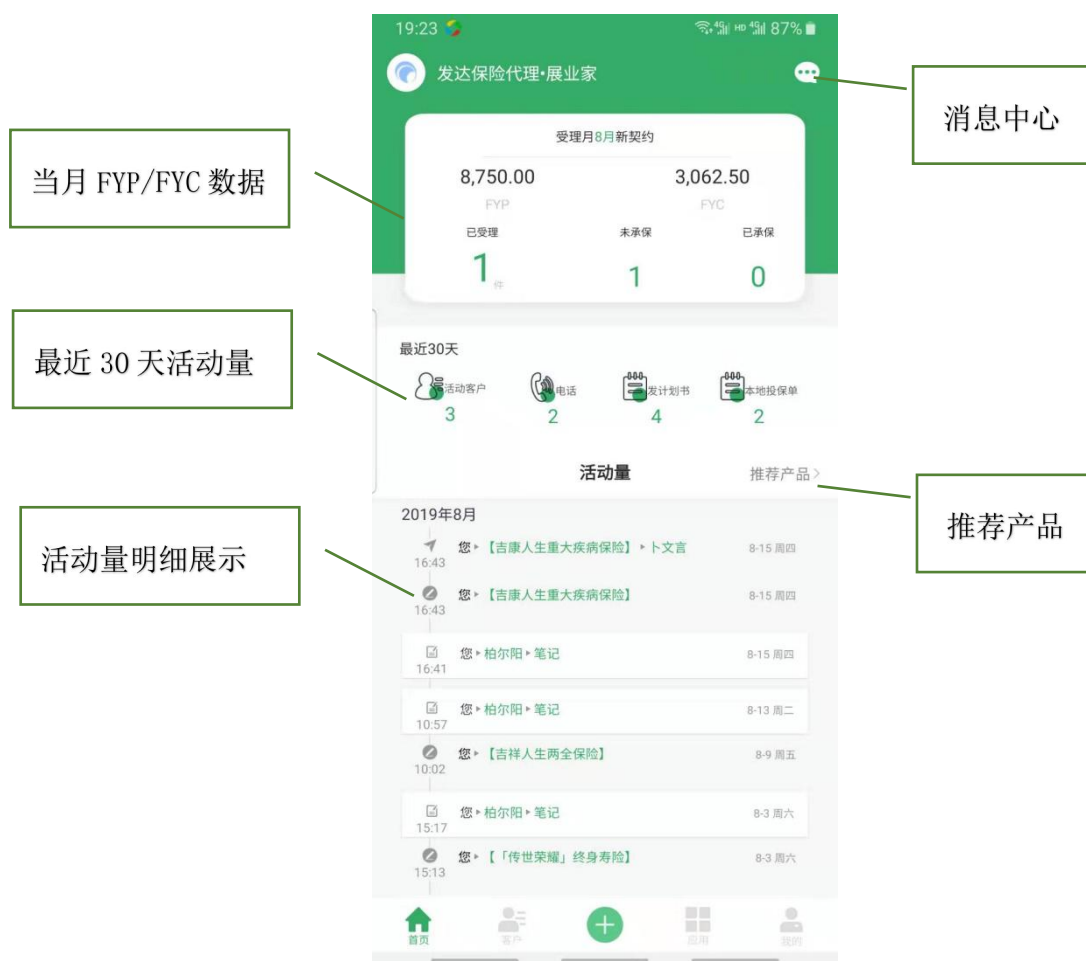 19:23 4G HD 4G 87%
发达保险代理•展业家
消息中心
当月 FYP/FYC 数据
受理月8月新契约
8,750.00 3,062.50
FYP FYC
已受理 未承保 已承保
1件 1 0
最近 30 天活动量
最近30天
活动客户 电话 发计划书 本地投保单
3 2 4 2
活动量 推荐产品
推荐产品
活动量明细展示
2019年8月
您▸【吉康人生重大疾病保险】▸卜文言 8-15 周四
16:43
您▸【吉康人生重大疾病保险】 8-15 周四
16:43
您▸柏尔阳▸笔记 8-15 周四
16:41
您▸柏尔阳▸笔记 8-13 周二
10:57
您▸【吉祥人生两全保险】 8-9 周五
10:02
您▸柏尔阳▸笔记 8-3 周六
15:17
您▸【「传世荣耀」终身寿险】 8-3 周六
15:13
首页 客户 应用 我的